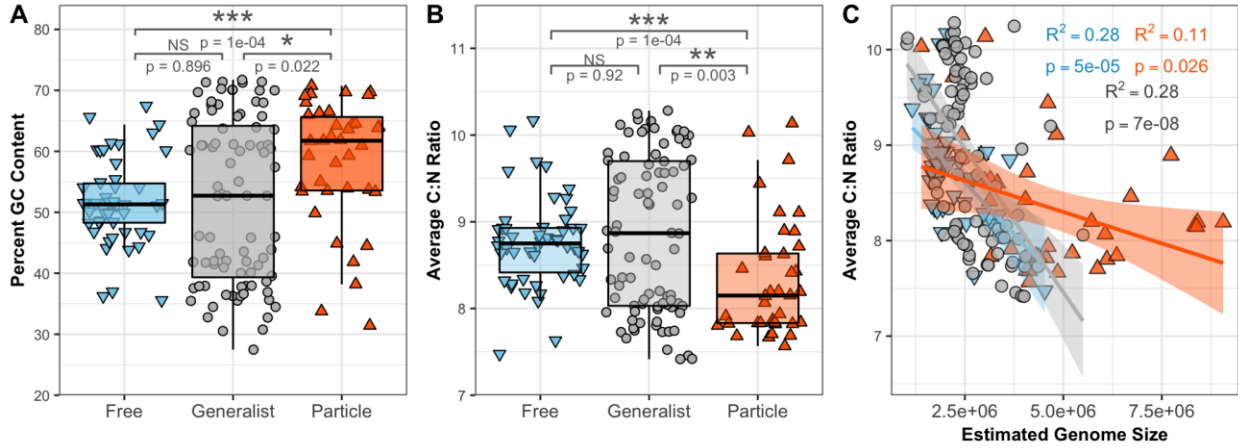 A
Percent GC Content
80
70
60
50
40
30
20
***
NS
p = 1e-04
*
p = 0.896
p = 0.022
Free
Generalist
Particle
B
Average C:N Ratio
11
10
9
8
7
***
p = 1e-04
NS
**
p = 0.92
p = 0.003
Free
Generalist
Particle
C
Average C:N Ratio
10
9
8
7
R² = 0.28
R² = 0.11
p = 5e-05
p = 0.026
R² = 0.28
p = 7e-08
2.5e+06
5.0e+06
7.5e+06
Estimated Genome Size